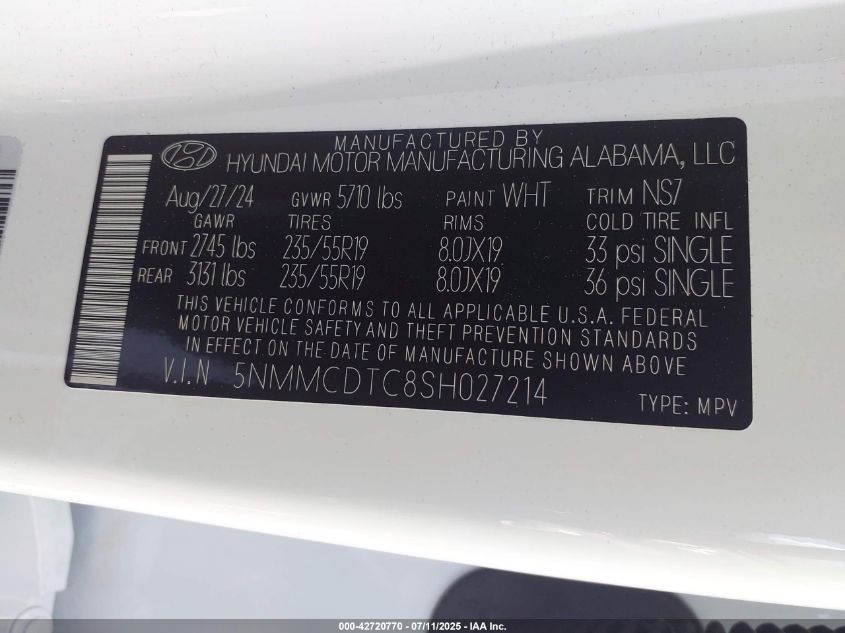 MANUFACTURED BY
HYUNDAI MOTOR MANUFACTURING ALABAMA, LLC
Aug/27/24 GVWR 5710 lbs PAINT WHT TRIM NS7
GAWR TIRES RIMS COLD TIRE INFL
FRONT 2745 lbs 235/55R19 8.0JX19 33 psi SINGLE
REAR 3131 lbs 235/55R19 8.0JX19 36 psi SINGLE
THIS VEHICLE CONFORMS TO ALL APPLICABLE U.S.A. FEDERAL
MOTOR VEHICLE SAFETY AND THEFT PREVENTION STANDARDS
IN EFFECT ON THE DATE OF MANUFACTURE SHOWN ABOVE
V.I.N 5NMMCDTC8SH027214 TYPE: MPV
000-42720770 - 07/11/2025 - © IAA Inc.